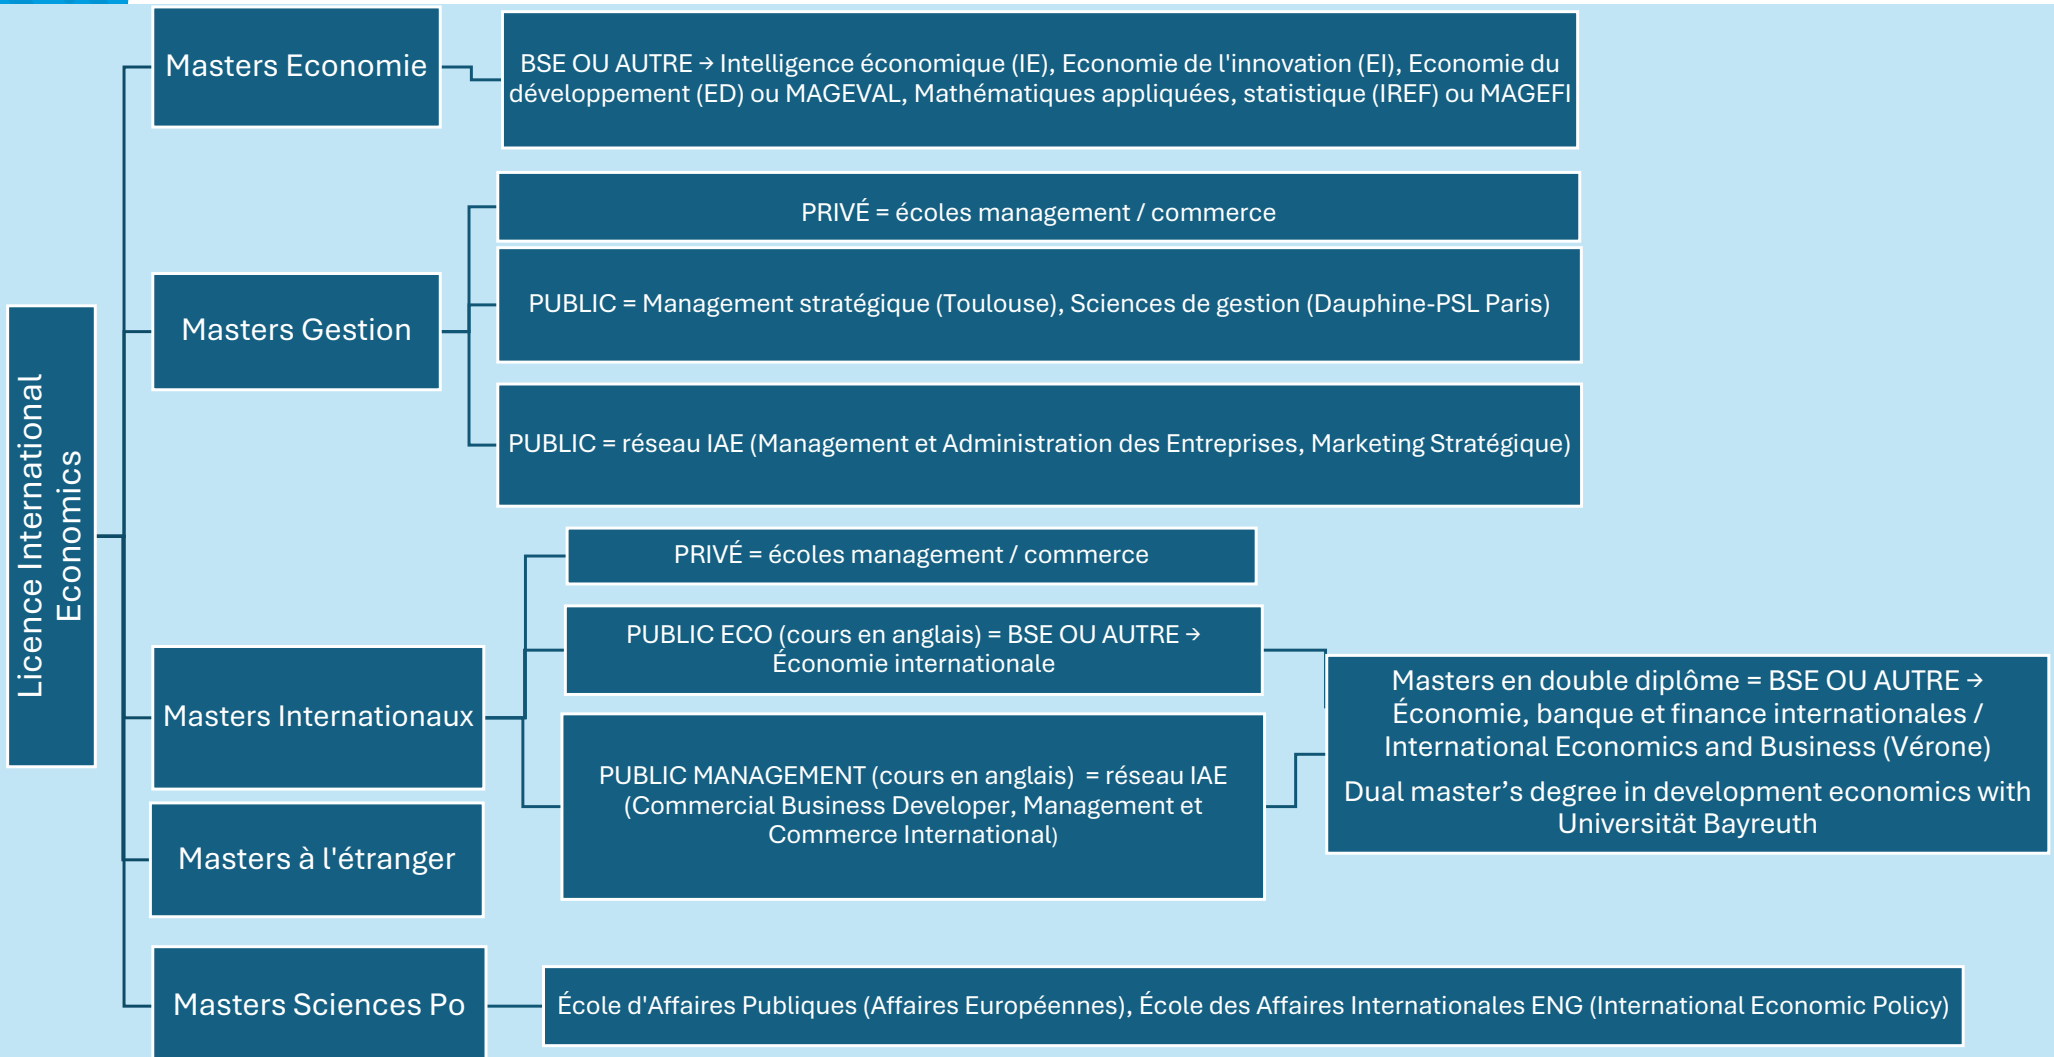 Licence International
Economics
Masters Economie
BSE OU AUTRE → Intelligence économique (IE), Economie de l'innovation (EI), Economie du
développement (ED) ou MAGEVAL, Mathématiques appliquées, statistique (IREF) ou MAGEFI
Masters Gestion
PRIVÉ = écoles management / commerce
PUBLIC = Management stratégique (Toulouse), Sciences de gestion (Dauphine-PSL Paris)
PUBLIC = réseau IAE (Management et Administration des Entreprises, Marketing Stratégique)
Masters Internationaux
PRIVÉ = écoles management / commerce
PUBLIC ECO (cours en anglais) = BSE OU AUTRE →
Économie internationale
PUBLIC MANAGEMENT (cours en anglais) = réseau IAE
(Commercial Business Developer, Management et
Commerce International)
Masters en double diplôme = BSE OU AUTRE →
Économie, banque et finance internationales /
International Economics and Business (Vérone)
Dual master’s degree in development economics with
Universität Bayreuth
Masters à l'étranger
Masters Sciences Po
École d'Affaires Publiques (Affaires Européennes), École des Affaires Internationales ENG (International Economic Policy)